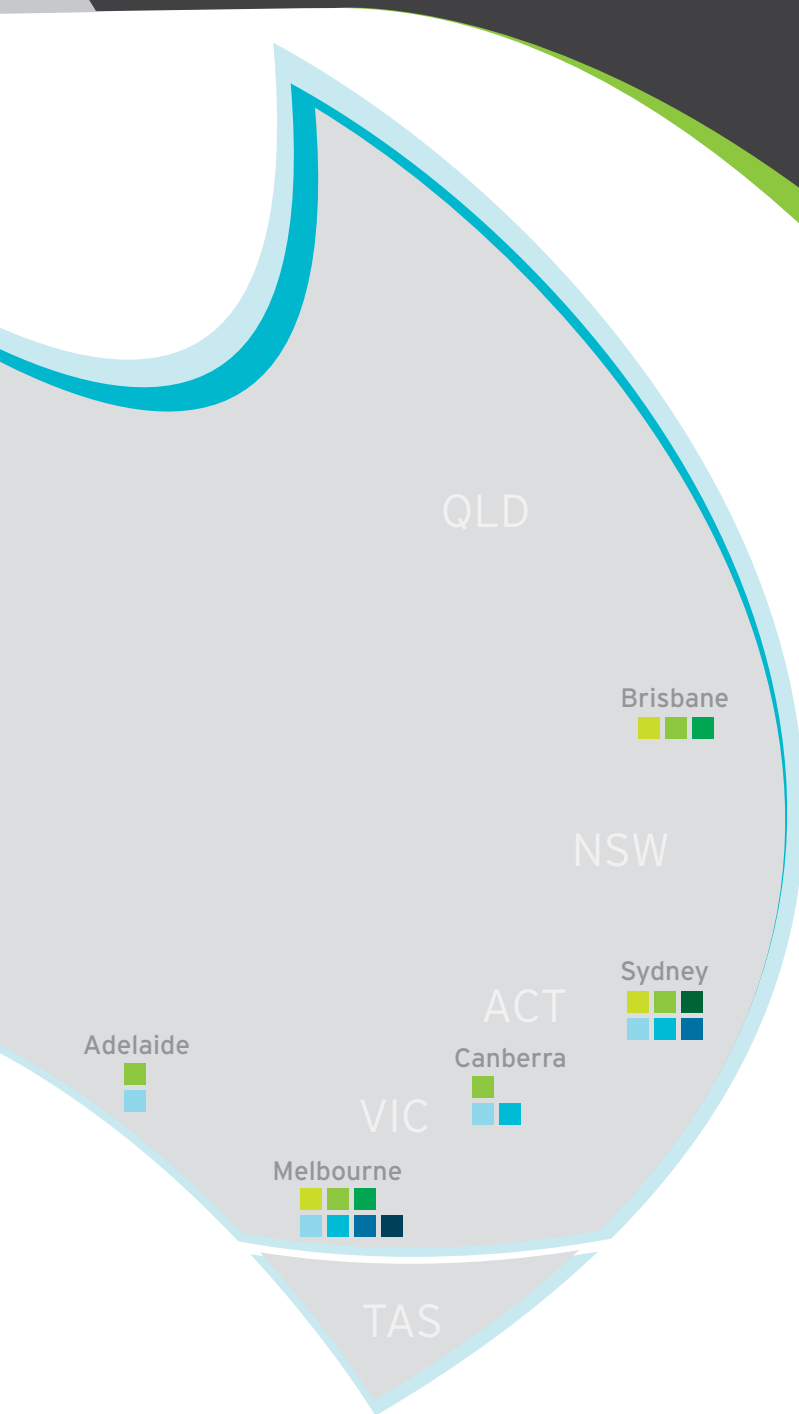 QLD
Brisbane
NSW
Sydney
ACT
Adelaide
Canberra
VIC
Melbourne
TAS